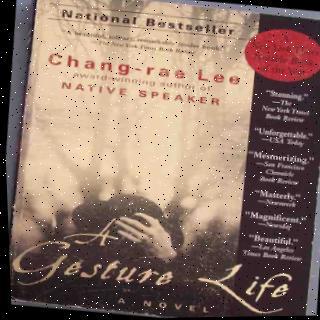 National Bestseller
Chang-rae Lee
award-winning author of
NATIVE SPEAKER
A
Gesture Life
A NOVEL
"Stunning."
—The
New York Times
Book Review
"Unforgettable."
—USA Today
"Mesmerizing."
—San Francisco
Chronicle
Book Review
"Masterly."
—Newsweek
"Magnificent."
—Newsday
"Beautiful."
—Los Angeles
Times Book Review